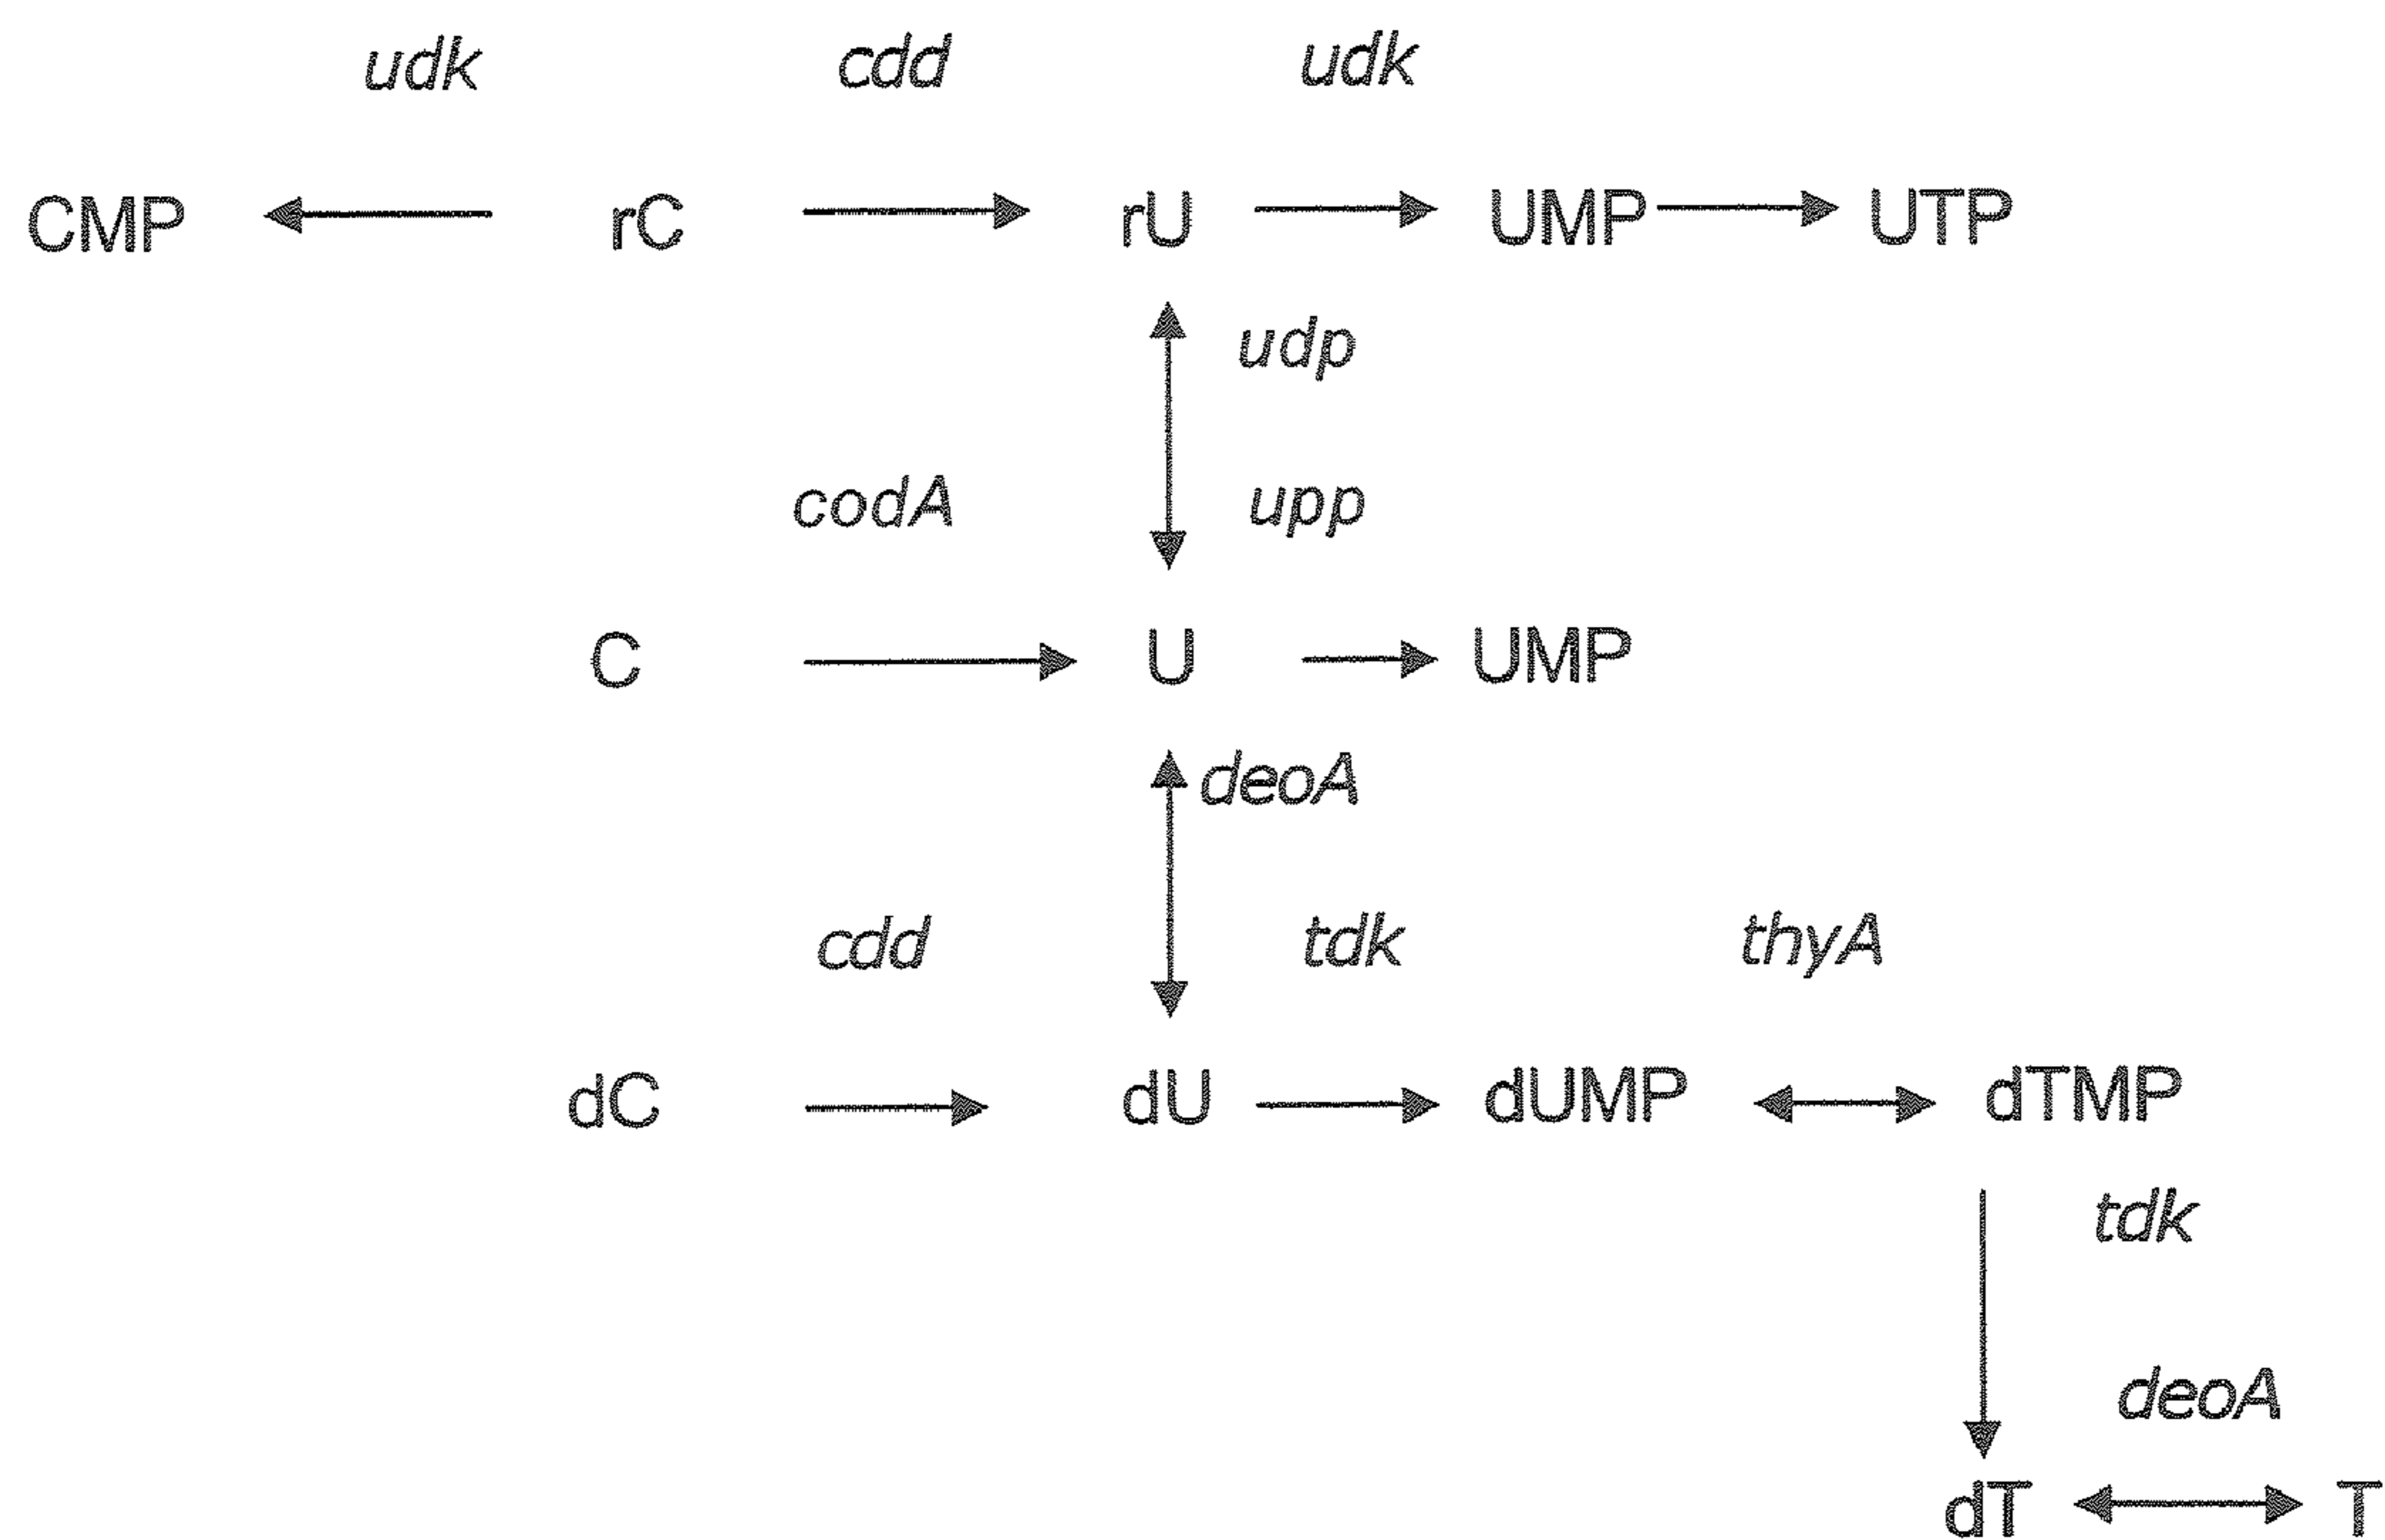 udk cdd udk
CMP rC rU UMP UTP
udp
codA upp
C U UMP
deoA
cdd tdk thyA
dC dU dUMP dTMP
tdk
deoA
dT T